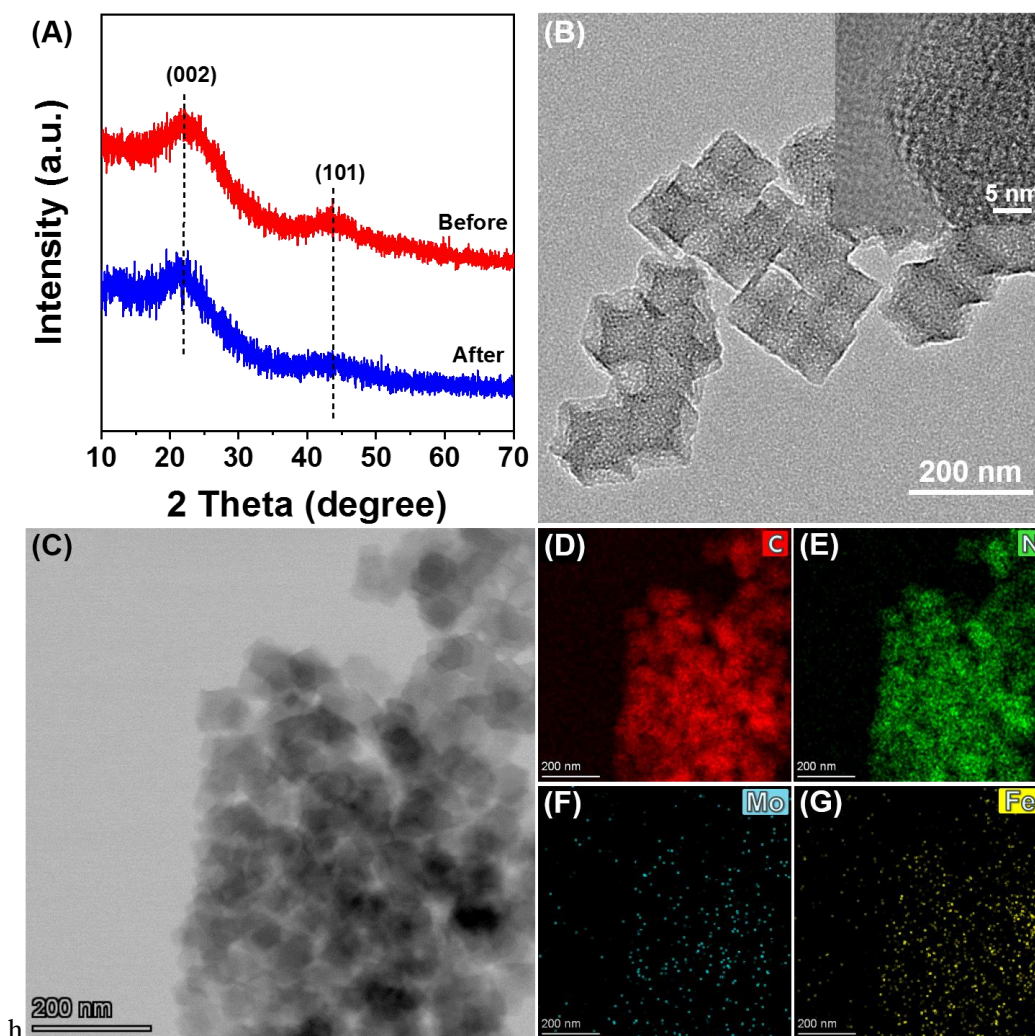 (A)
(002)
(101)
Before
After
Intensity (a.u.)
10 20 30 40 50 60 70
2 Theta (degree)
(B)
5 nm
200 nm
(C)
200 nm
(D) C
200 nm
(E) N
200 nm
(F) Mo
200 nm
(G) Fe
200 nm
h